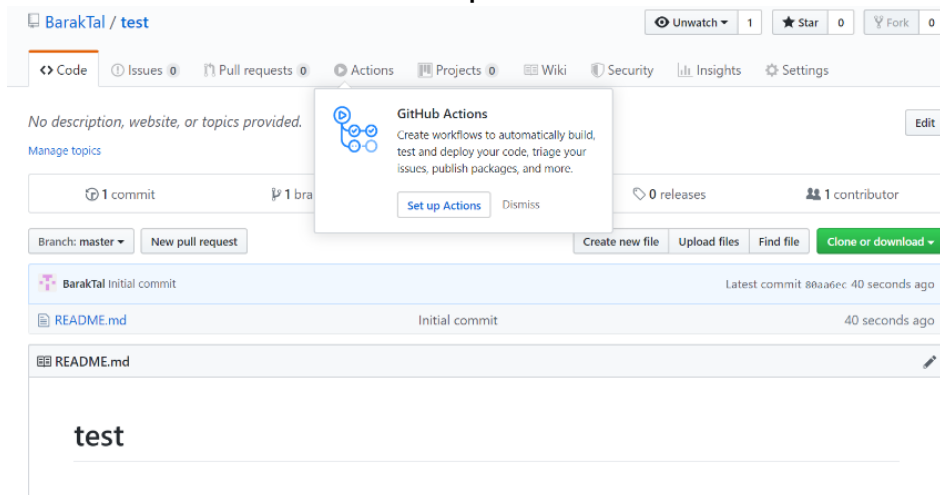 BarakTal / test
Unwatch 1 Star 0 Fork 0
Code Issues 0 Pull requests 0 Actions Projects 0 Wiki Security Insights Settings
No description, website, or topics provided.
Edit
Manage topics
GitHub Actions
Create workflows to automatically build,
test and deploy your code, triage your
issues, publish packages, and more.
Set up Actions Dismiss
1 commit 1 bra 0 releases 1 contributor
Branch: master New pull request Create new file Upload files Find file Clone or download
BarakTal Initial commit Latest commit 80aa6ec 40 seconds ago
README.md Initial commit 40 seconds ago
README.md
test